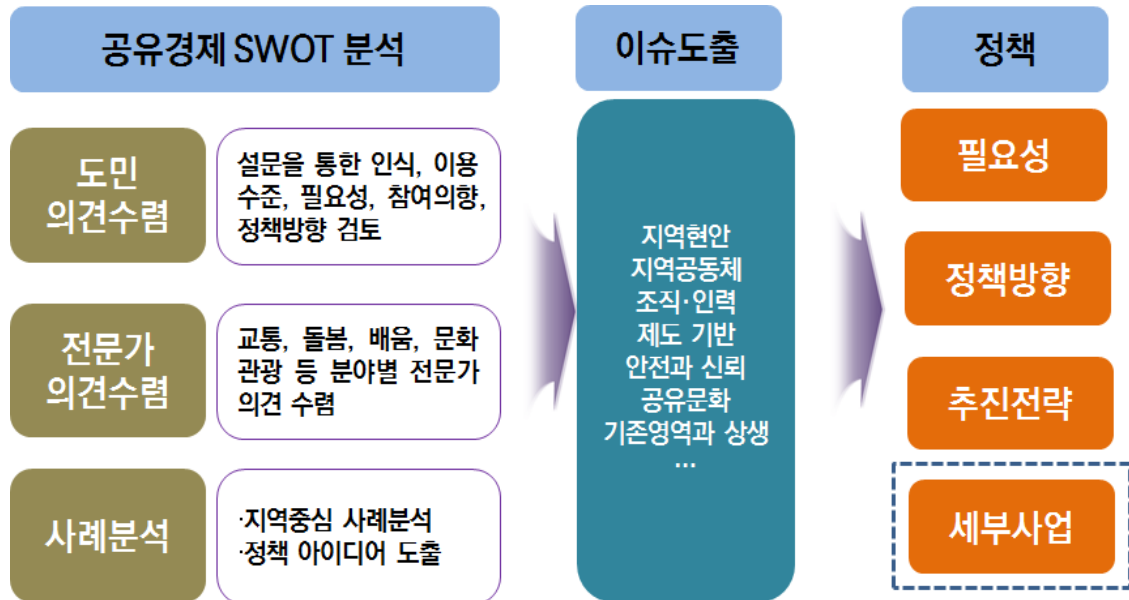 공유경제 SWOT 분석
이슈도출
정책
도민
의견수렴
설문을 통한 인식, 이용
수준, 필요성, 참여의향,
정책방향 검토
전문가
의견수렴
교통, 돌봄, 배움, 문화
관광 등 분야별 전문가
의견 수렴
사례분석
·지역중심 사례분석
·정책 아이디어 도출
지역현안
지역공동체
조직·인력
제도 기반
안전과 신뢰
공유문화
기존영역과 상생
...
필요성
정책방향
추진전략
세부사업